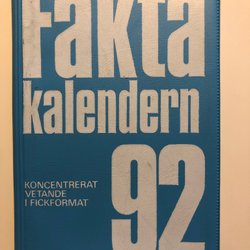 Fakta
kalendern
92
KONCENTRERAT
VETANDE
I FICKFORMAT